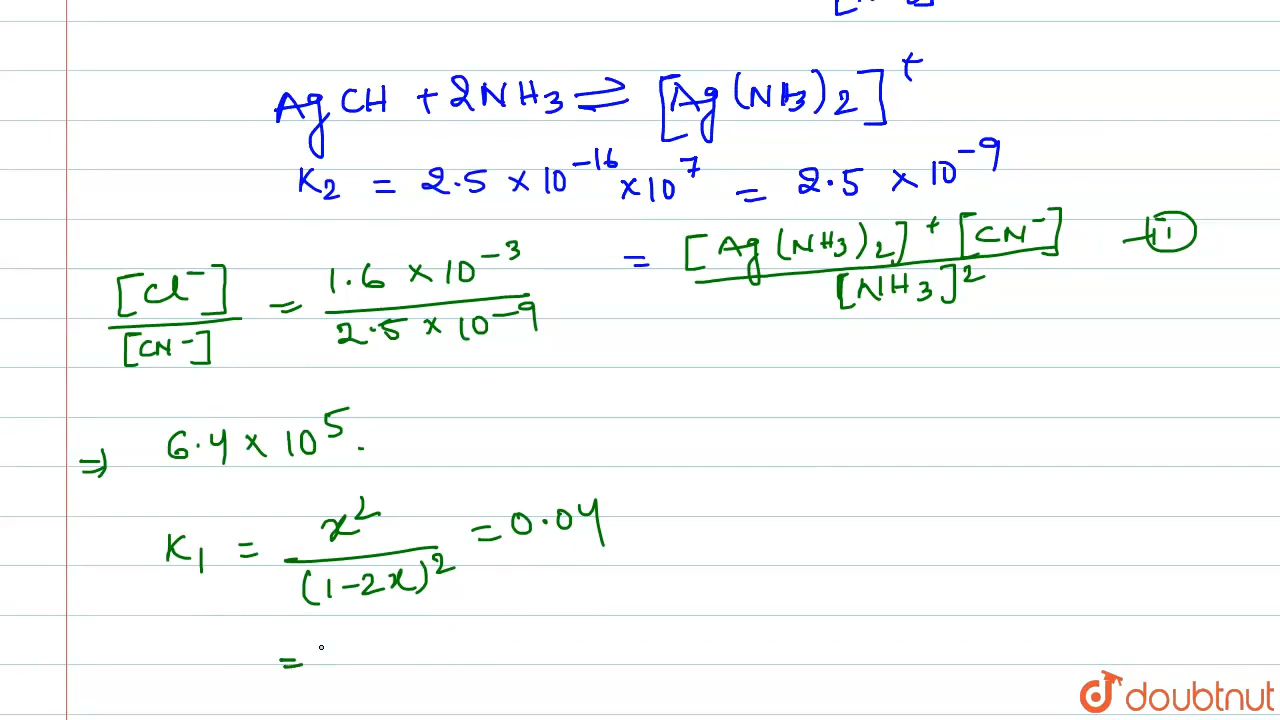 AgCH + 2NH3 ⇌ [Ag(NH3)2]+
K2 = 2.5 × 10^-16 × 10^7 = 2.5 × 10^-9
= [Ag(NH3)2]+ [CN-] / [NH3]^2
[Cl-] / [CN-] = 1.6 × 10^-3 / 2.5 × 10^-9
⇒ 6.4 × 10^5.
K1 = x^2 / (1-2x)^2 = 0.04
=
doubtnut